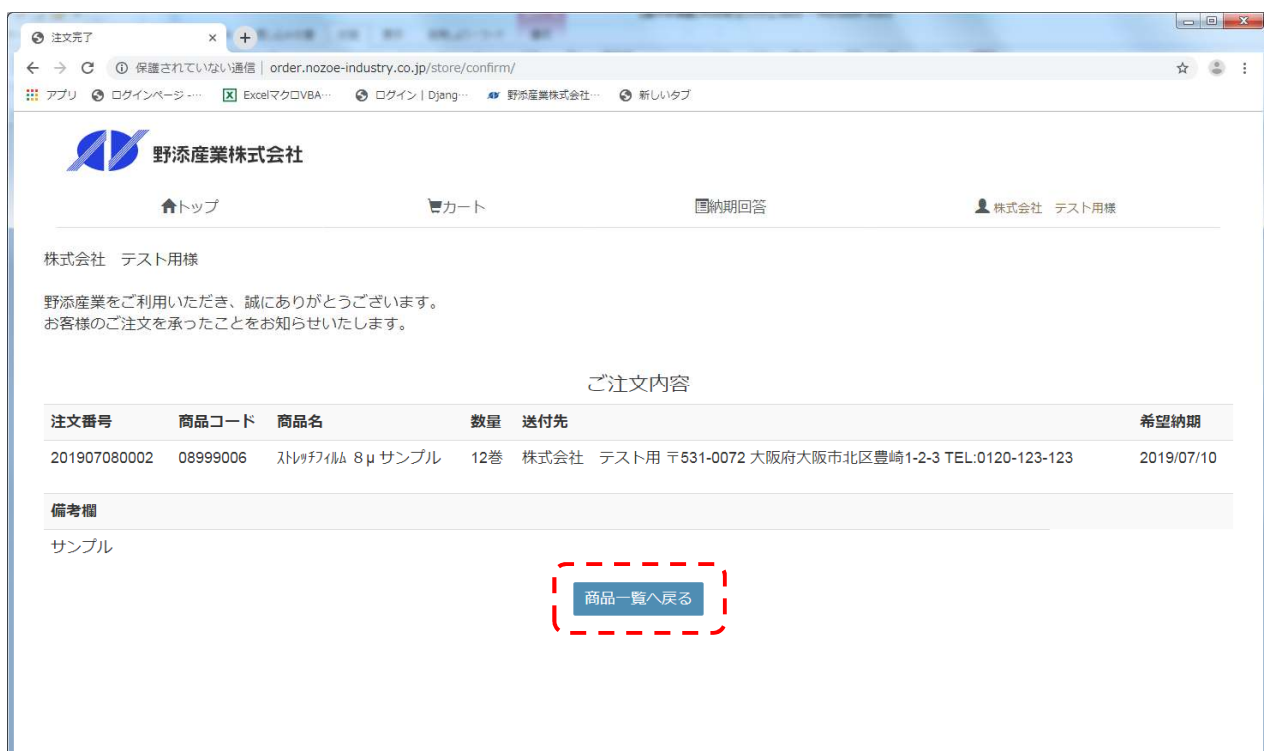 注文完了
保護されていない通信 | order.nozoe-industry.co.jp/store/confirm/
アプリ ログインページ -… ExcelマクロVBA… ログイン | Djang… 野添産業株式会社… 新しいタブ
野添産業株式会社
トップ カート 納期回答 株式会社　テスト用様
株式会社　テスト用様
野添産業をご利用いただき、誠にありがとうございます。
お客様のご注文を承ったことをお知らせいたします。
ご注文内容
注文番号 商品コード 商品名 数量 送付先 希望納期
201907080002 08999006 ｽﾄﾚｯﾁﾌｨﾙﾑ ８μ サンプル 12巻 株式会社　テスト用 〒531-0072 大阪府大阪市北区豊崎1-2-3 TEL:0120-123-123 2019/07/10
備考欄
サンプル
商品一覧へ戻る